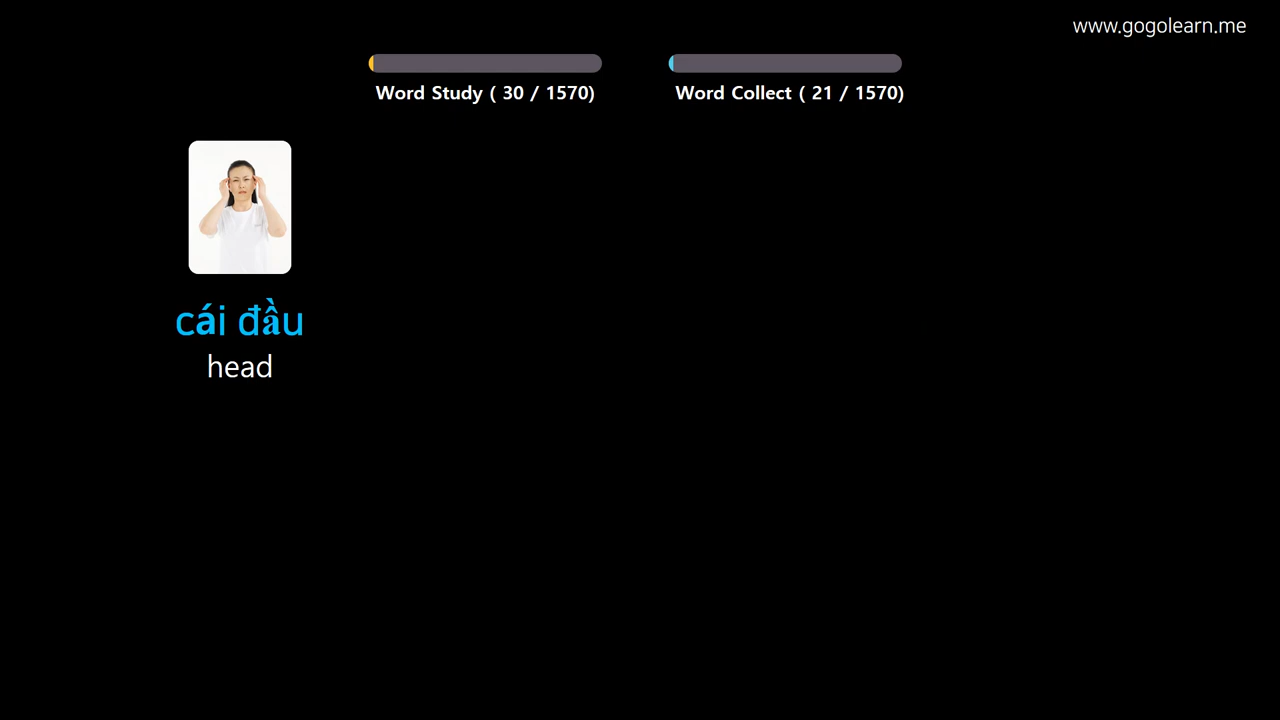 www.gogolearn.me
Word Study ( 30 / 1570)
Word Collect ( 21 / 1570)
cái đầu
head